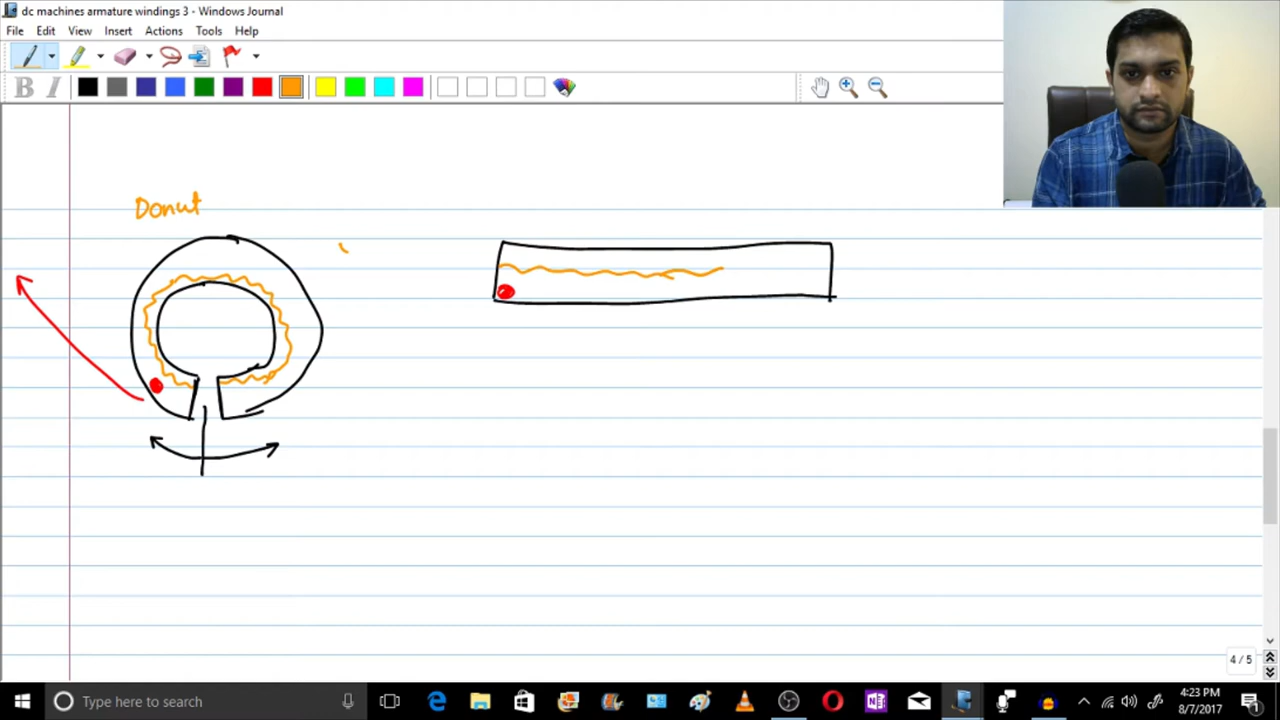 dc machines armature windings 3 - Windows Journal
File Edit View Insert Actions Tools Help
B I
Donut
4 / 5
Type here to search
4:23 PM
8/7/2017
1